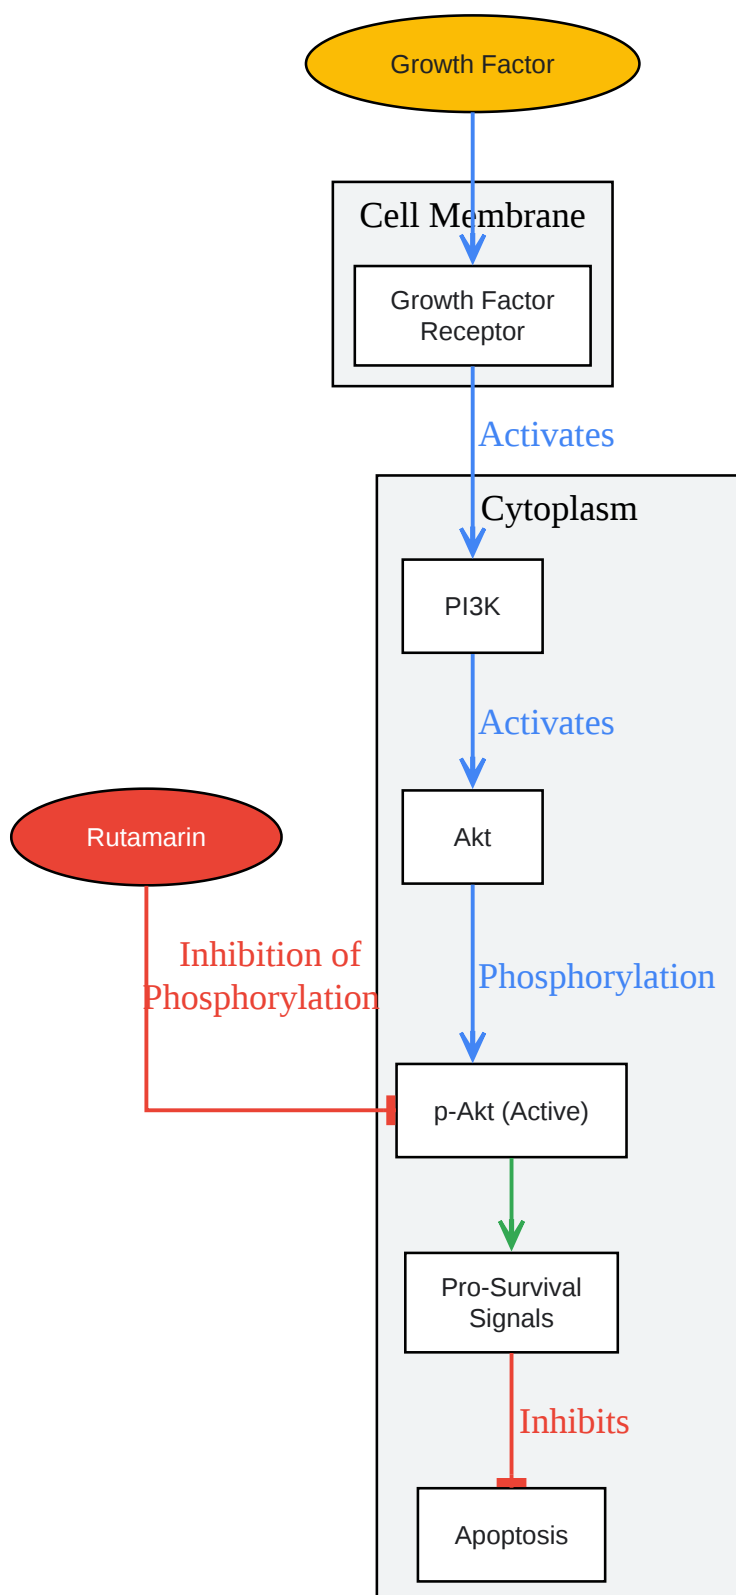 Growth Factor
Cell Membrane
Growth Factor
Receptor
Activates
Cytoplasm
PI3K
Activates
Rutamarin
Akt
Inhibition of
Phosphorylation
Phosphorylation
p-Akt (Active)
Pro-Survival
Signals
Inhibits
Apoptosis